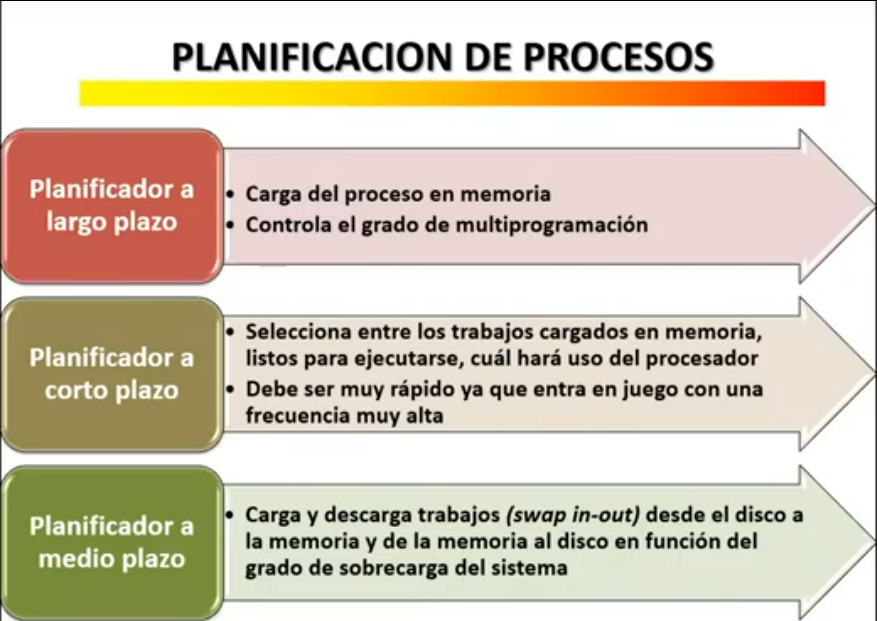 PLANIFICACION DE PROCESOS
Planificador a
largo plazo
• Carga del proceso en memoria
• Controla el grado de multiprogramación
Planificador a
corto plazo
• Selecciona entre los trabajos cargados en memoria,
listos para ejecutarse, cuál hará uso del procesador
• Debe ser muy rápido ya que entra en juego con una
frecuencia muy alta
Planificador a
medio plazo
• Carga y descarga trabajos (swap in-out) desde el disco a
la memoria y de la memoria al disco en función del
grado de sobrecarga del sistema